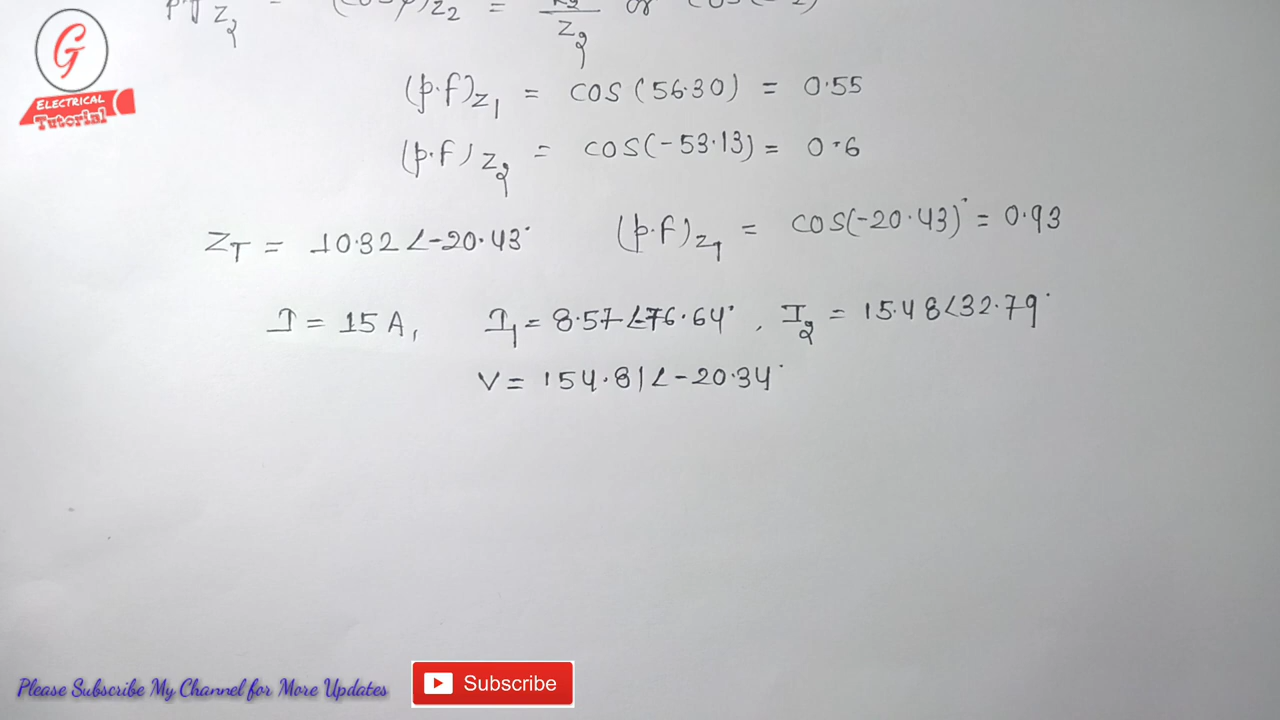 G
ELECTRICAL
Tutorial
(p.f)Z1 = cos (56.30) = 0.55
(p.f)Z2 = cos(-53.13) = 0.6
ZT = 10.32∠-20.43° (p.f)ZT = cos(-20.43)° = 0.93
I = 15A, I1 = 8.57∠-76.64°, I2 = 15.48∠32.79°
V = 154.81∠-20.34°
Please Subscribe My Channel for More Updates
Subscribe